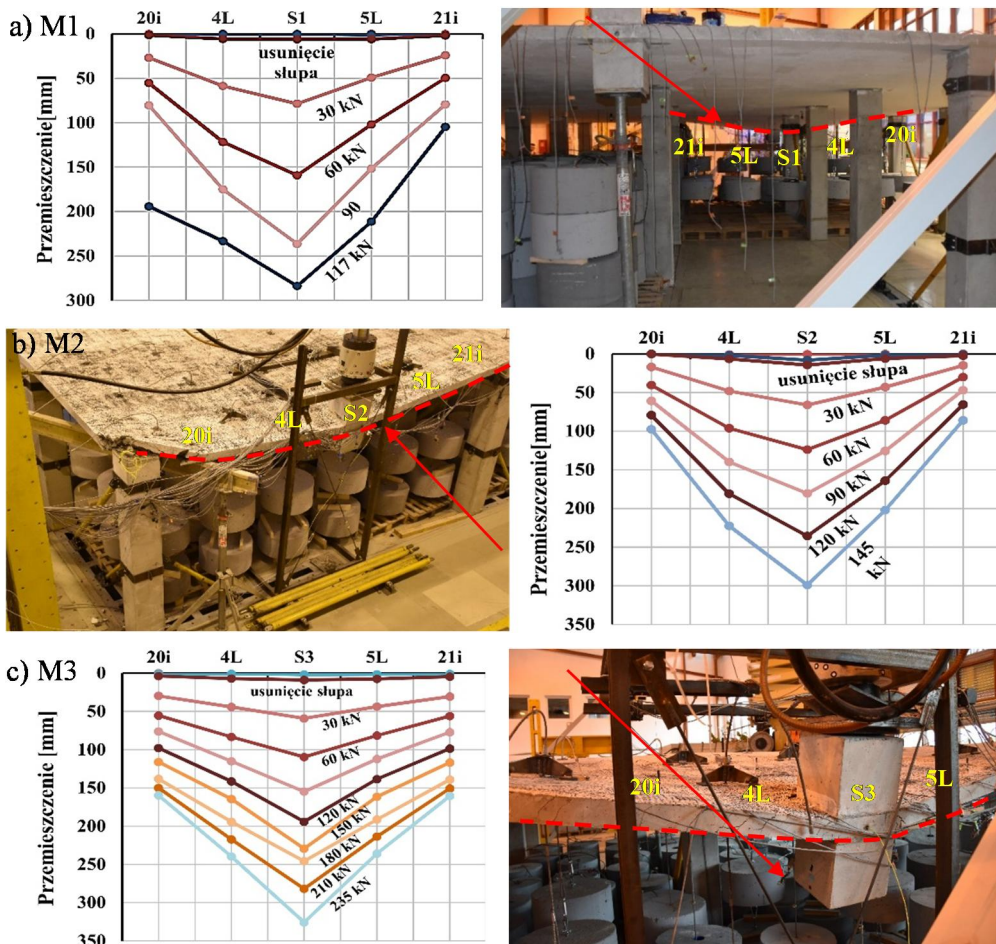 a) M1
20i 4L S1 5L 21i
Przemieszczenie[mm]
0
50
100
150
200
250
300
usunięcie
słupa
30 kN
60 kN
90
117 kN
21i 5L S1 4L 20i
b) M2
20i 4L S2 5L 21i
20i 4L S2 5L 21i
Przemieszczenie[mm]
0
50
100
150
200
250
300
350
usunięcie słupa
30 kN
60 kN
90 kN
120 kN
145
kN
c) M3
20i 4L S3 5L 21i
Przemieszczenie [mm]
0
50
100
150
200
250
300
350
usunięcie słupa
30 kN
60 kN
120 kN
150 kN
180 kN
210 kN
235 kN
20i 4L S3 5L